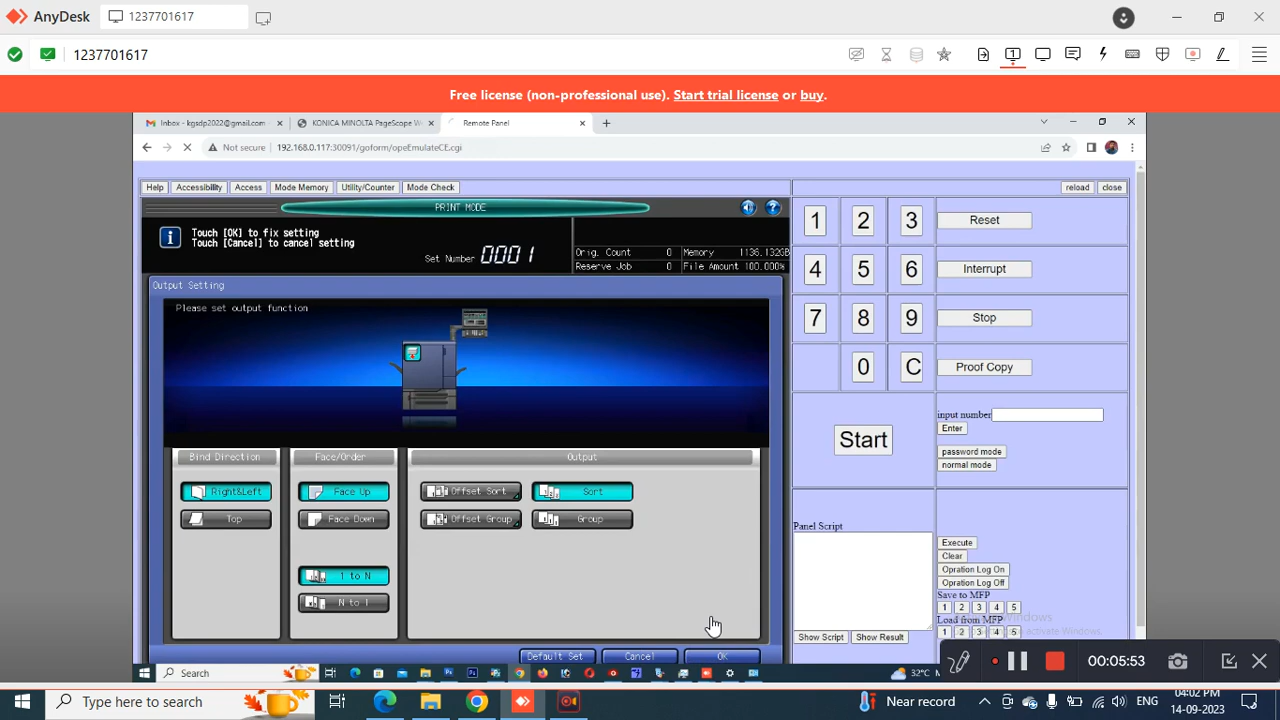 AnyDesk
1237701617
1237701617
1
Free license (non-professional use). Start trial license or buy.
Inbox - kgsdp2022@gmail.com
KONICA MINOLTA PageScope W
Remote Panel
Not secure
192.168.0.117:30091/goform/opeEmulateCE.cgi
Help
Accessibility
Access
Mode Memory
Utility/Counter
Mode Check
reload
close
PRINT MODE
Touch [OK] to fix setting
Touch [Cancel] to cancel setting
Set Number 0001
Orig. Count 0
Memory 1136.132GB
Reserve Job 0
File Amount 100.000%
Output Setting
Please set output function
Bind Direction
Face/Order
Output
Right&Left
Face Up
Offset Sort
Sort
Top
Face Down
Offset Group
Group
1 to N
N to 1
Default Set
Cancel
OK
1 2 3 Reset
4 5 6 Interrupt
7 8 9 Stop
0 C Proof Copy
Start
input number
Enter
password mode
normal mode
Panel Script
Execute
Clear
Opration Log On
Opration Log Off
Save to MFP
1 2 3 4 5
Load from MFP
1 2 3 4 5
Show Script
Show Result
Search
32°C
00:05:53
Type here to search
Near record
ENG
04:02 PM
14-09-2023